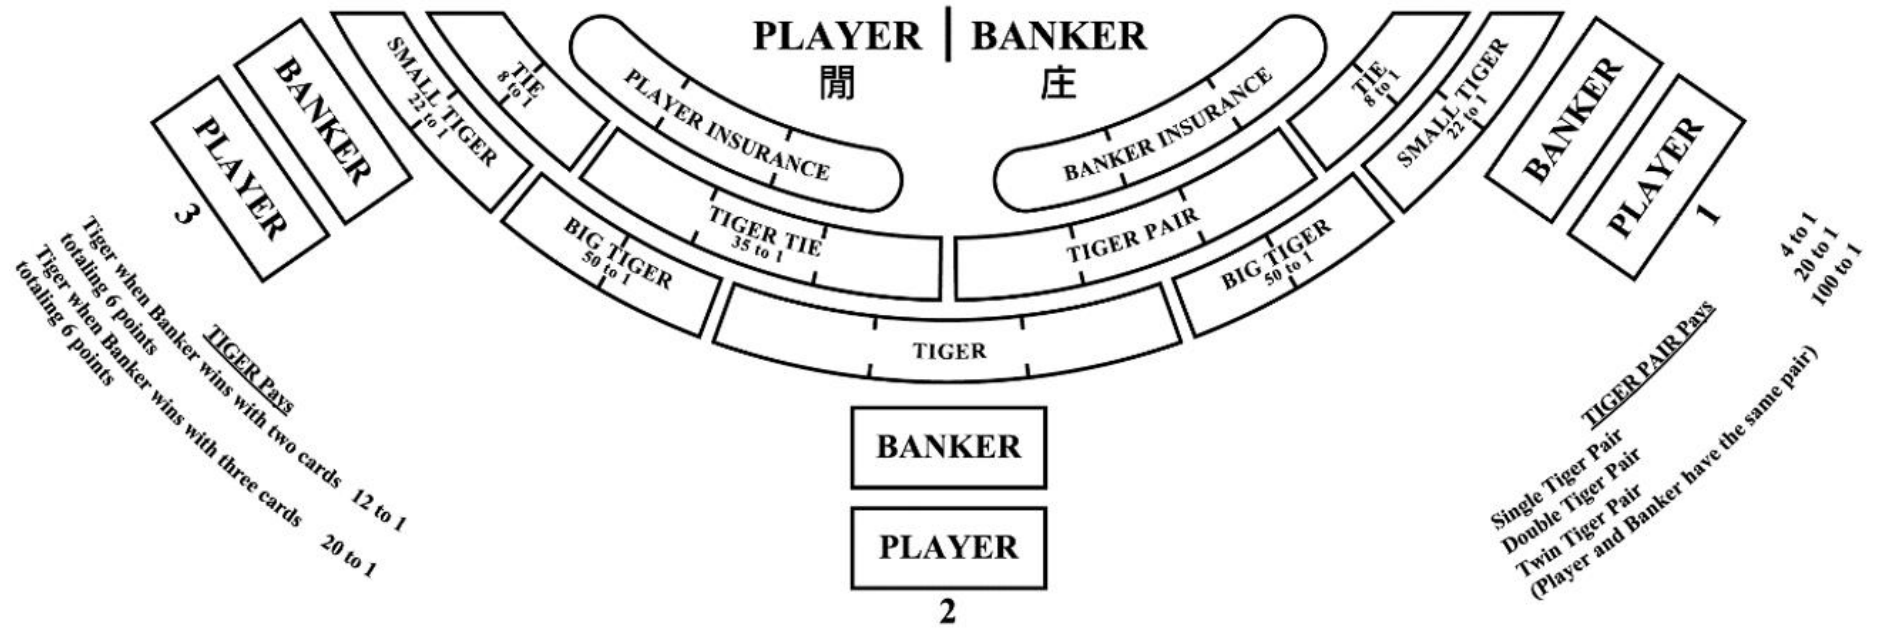 PLAYER | BANKER
閒 庄
PLAYER
BANKER
3
SMALL TIGER
22 to 1
TIE
8 to 1
PLAYER INSURANCE
BANKER INSURANCE
TIE
8 to 1
SMALL TIGER
22 to 1
BANKER
PLAYER
1
BIG TIGER
50 to 1
TIGER TIE
35 to 1
TIGER PAIR
BIG TIGER
50 to 1
TIGER
BANKER
PLAYER
2
TIGER Pays
Tiger when Banker wins with two cards 12 to 1
totaling 6 points
Tiger when Banker wins with three cards 20 to 1
totaling 6 points
TIGER PAIR Pays
Single Tiger Pair 4 to 1
Double Tiger Pair 20 to 1
Twin Tiger Pair 100 to 1
(Player and Banker have the same pair)